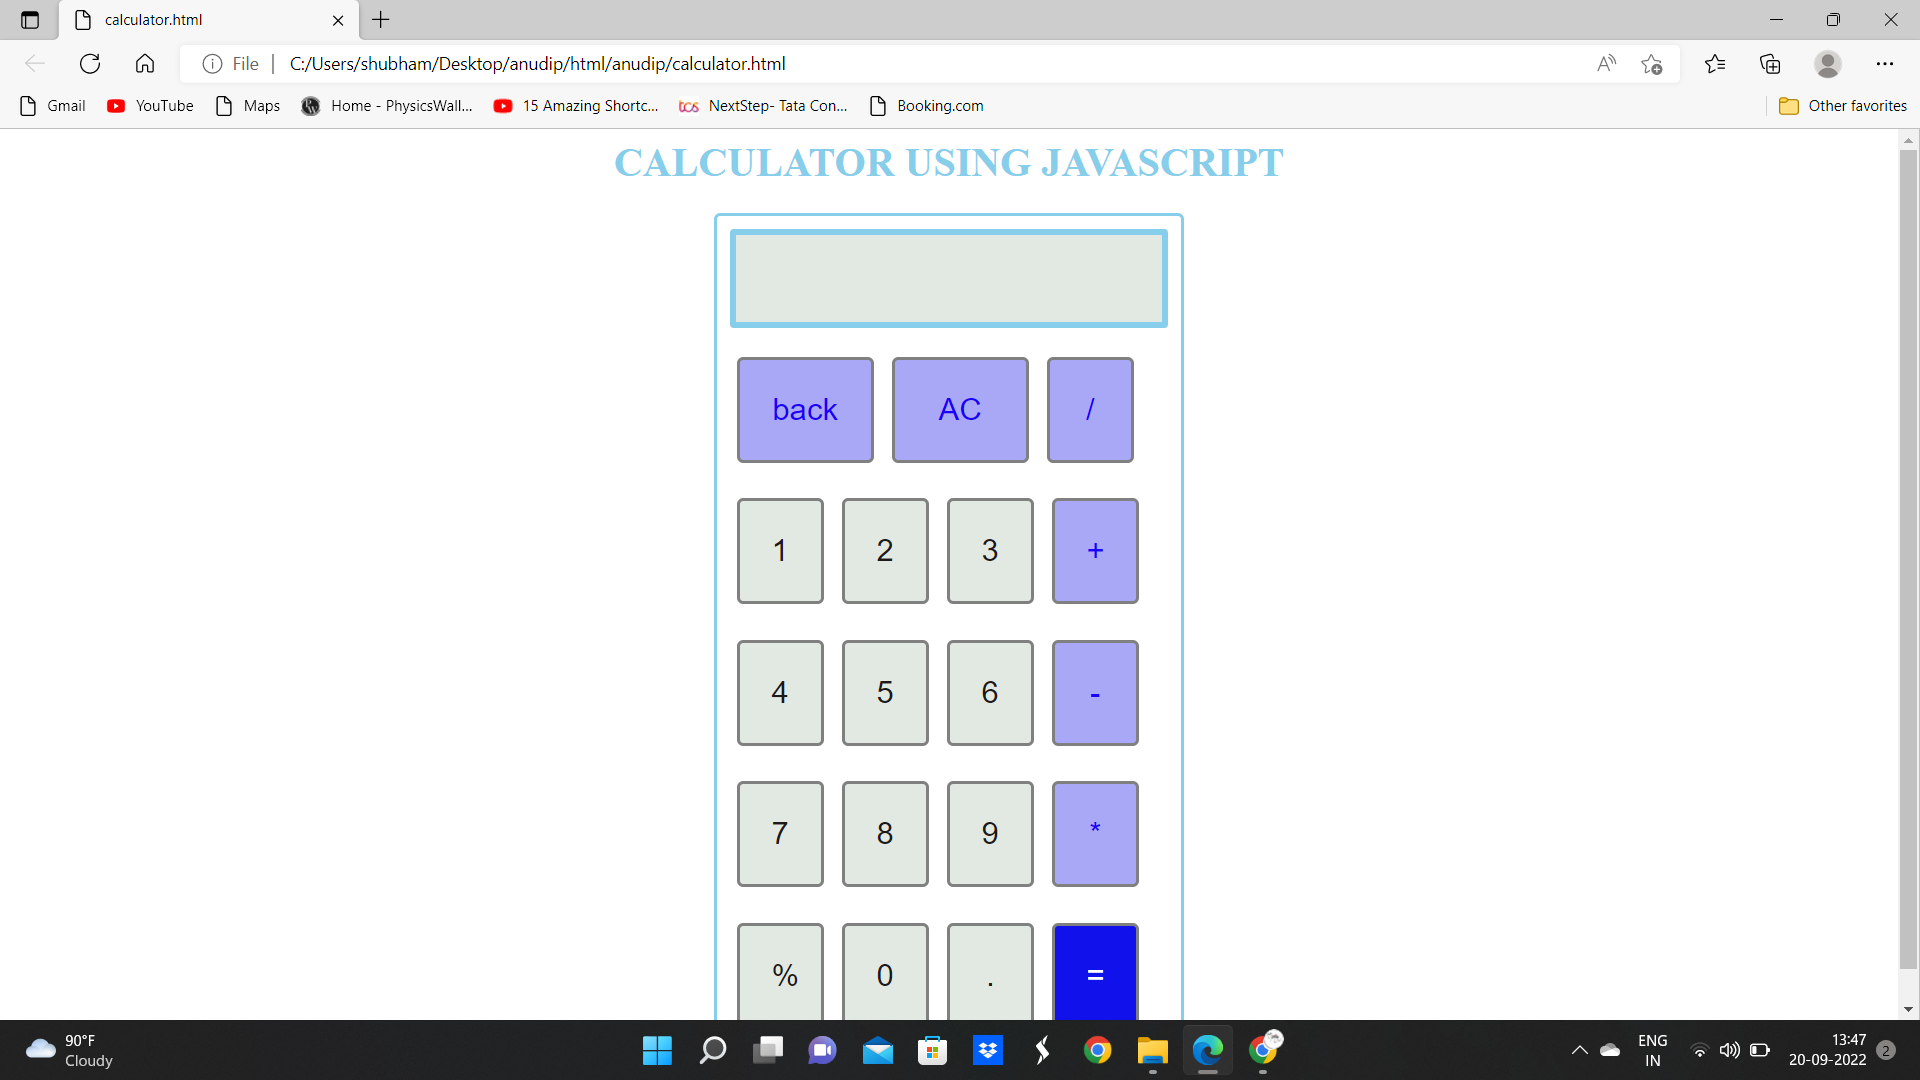 calculator.html
File C:/Users/shubham/Desktop/anudip/html/anudip/calculator.html
Gmail YouTube Maps Home - PhysicsWall... 15 Amazing Shortc... tcs NextStep- Tata Con... Booking.com Other favorites
CALCULATOR USING JAVASCRIPT
back AC /
1 2 3 +
4 5 6 -
7 8 9 *
% 0 . =
90°F
Cloudy
ENG
IN
13:47
20-09-2022
2